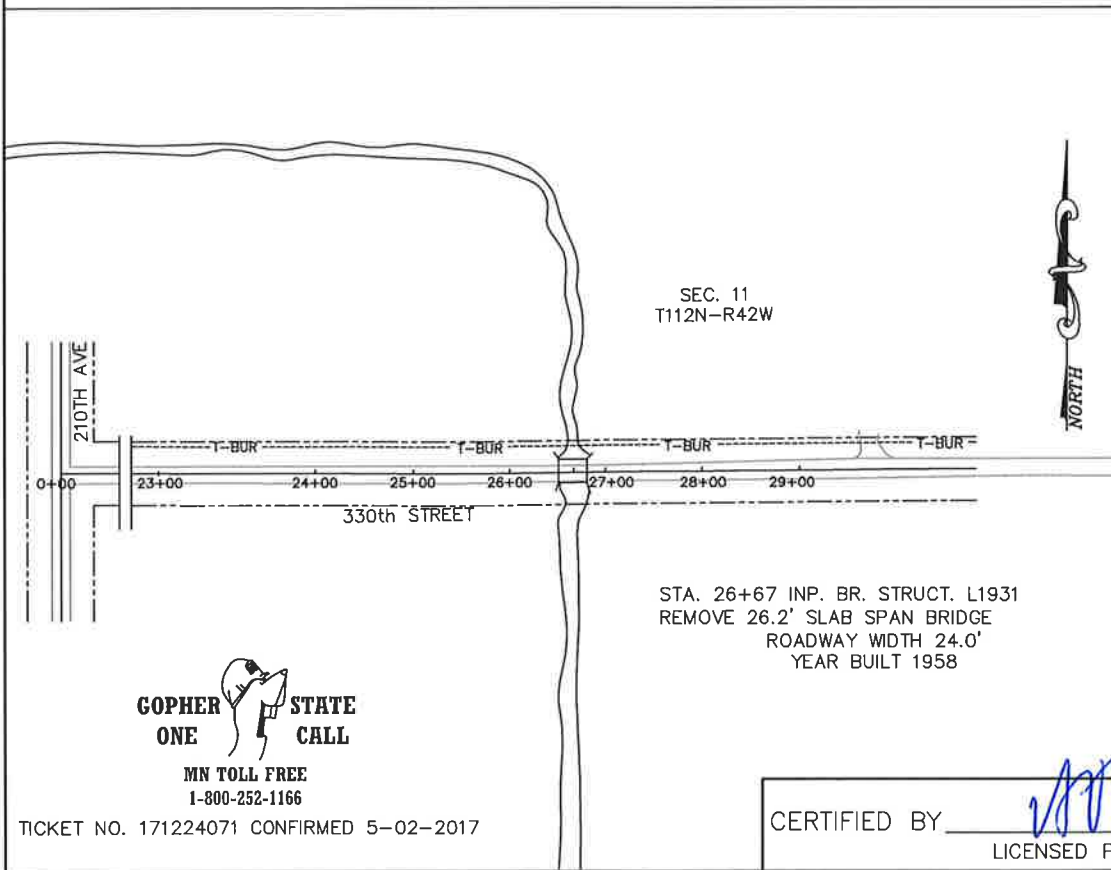 SEC. 11
T112N-R42W
NORTH
210TH AVE
T-BUR T-BUR T-BUR T-BUR
0+00 23+00 24+00 25+00 26+00 27+00 28+00 29+00
330th STREET
STA. 26+67 INP. BR. STRUCT. L1931
REMOVE 26.2' SLAB SPAN BRIDGE
ROADWAY WIDTH 24.0'
YEAR BUILT 1958
GOPHER STATE
ONE CALL
MN TOLL FREE
1-800-252-1166
TICKET NO. 171224071 CONFIRMED 5-02-2017
CERTIFIED BY
LICENSED